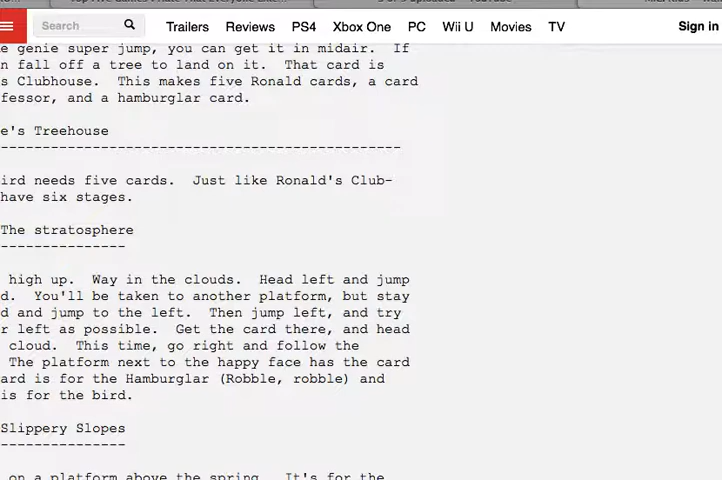 Search
Trailers Reviews PS4 Xbox One PC Wii U Movies TV
Sign in
e genie super jump, you can get it in midair. If
n fall off a tree to land on it. That card is
s Clubhouse. This makes five Ronald cards, a card
fessor, and a hamburglar card.
e's Treehouse
------------------------------------------------
ird needs five cards. Just like Ronald's Club-
have six stages.
The stratosphere
---------------
high up. Way in the clouds. Head left and jump
d. You'll be taken to another platform, but stay
d and jump to the left. Then jump left, and try
r left as possible. Get the card there, and head
cloud. This time, go right and follow the
The platform next to the happy face has the card
ard is for the Hamburglar (Robble, robble) and
is for the bird.
Slippery Slopes
---------------
on a platform above the spring. It's for the